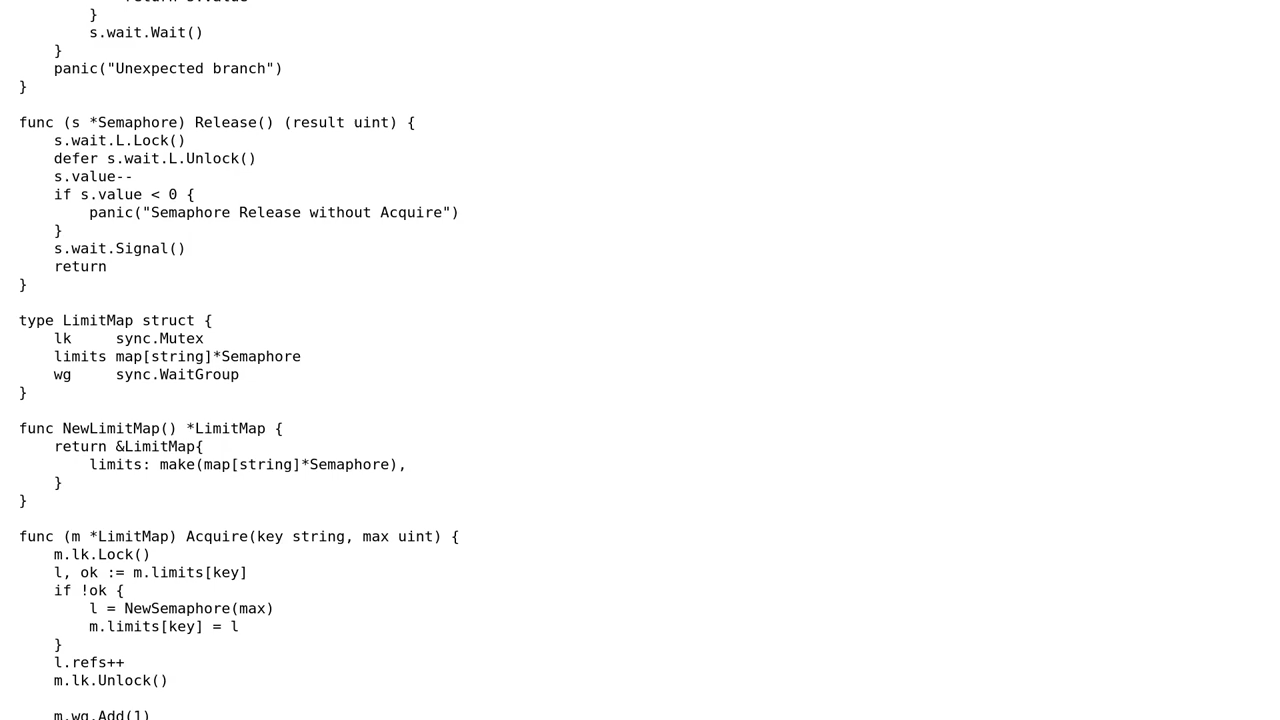 }
        s.wait.Wait()
    }
    panic("Unexpected branch")
}

func (s *Semaphore) Release() (result uint) {
    s.wait.L.Lock()
    defer s.wait.L.Unlock()
    s.value--
    if s.value < 0 {
        panic("Semaphore Release without Acquire")
    }
    s.wait.Signal()
    return
}

type LimitMap struct {
    lk     sync.Mutex
    limits map[string]*Semaphore
    wg     sync.WaitGroup
}

func NewLimitMap() *LimitMap {
    return &LimitMap{
        limits: make(map[string]*Semaphore),
    }
}

func (m *LimitMap) Acquire(key string, max uint) {
    m.lk.Lock()
    l, ok := m.limits[key]
    if !ok {
        l = NewSemaphore(max)
        m.limits[key] = l
    }
    l.refs++
    m.lk.Unlock()

    m.wg.Add(1)